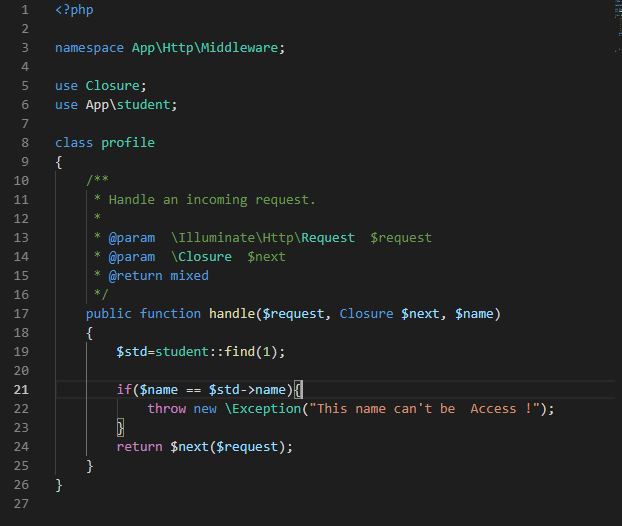 1 <?php
2
3 namespace App\Http\Middleware;
4
5 use Closure;
6 use App\student;
7
8 class profile
9 {
10     /**
11      * Handle an incoming request.
12      *
13      * @param  \Illuminate\Http\Request  $request
14      * @param  \Closure  $next
15      * @return mixed
16      */
17     public function handle($request, Closure $next, $name)
18     {
19         $std=student::find(1);
20
21         if($name == $std->name){
22             throw new \Exception("This name can't be  Access !");
23         }
24         return $next($request);
25     }
26 }
27